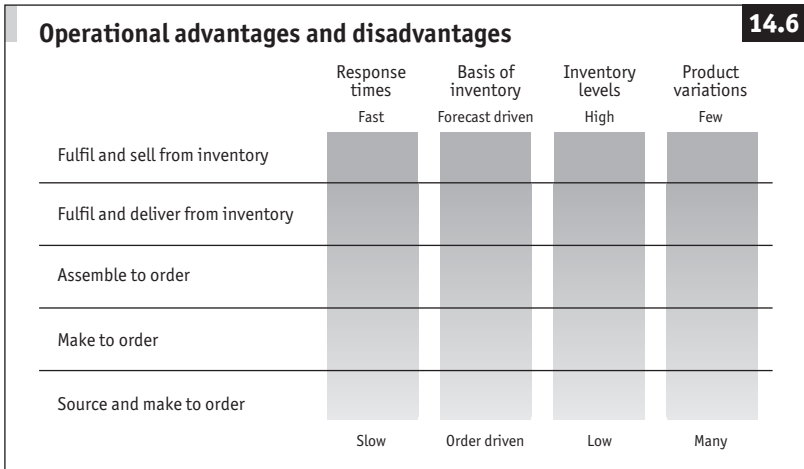 14.6
Operational advantages and disadvantages
Response times
Basis of inventory
Inventory levels
Product variations
Fast
Forecast driven
High
Few
Fulfil and sell from inventory
Fulfil and deliver from inventory
Assemble to order
Make to order
Source and make to order
Slow
Order driven
Low
Many